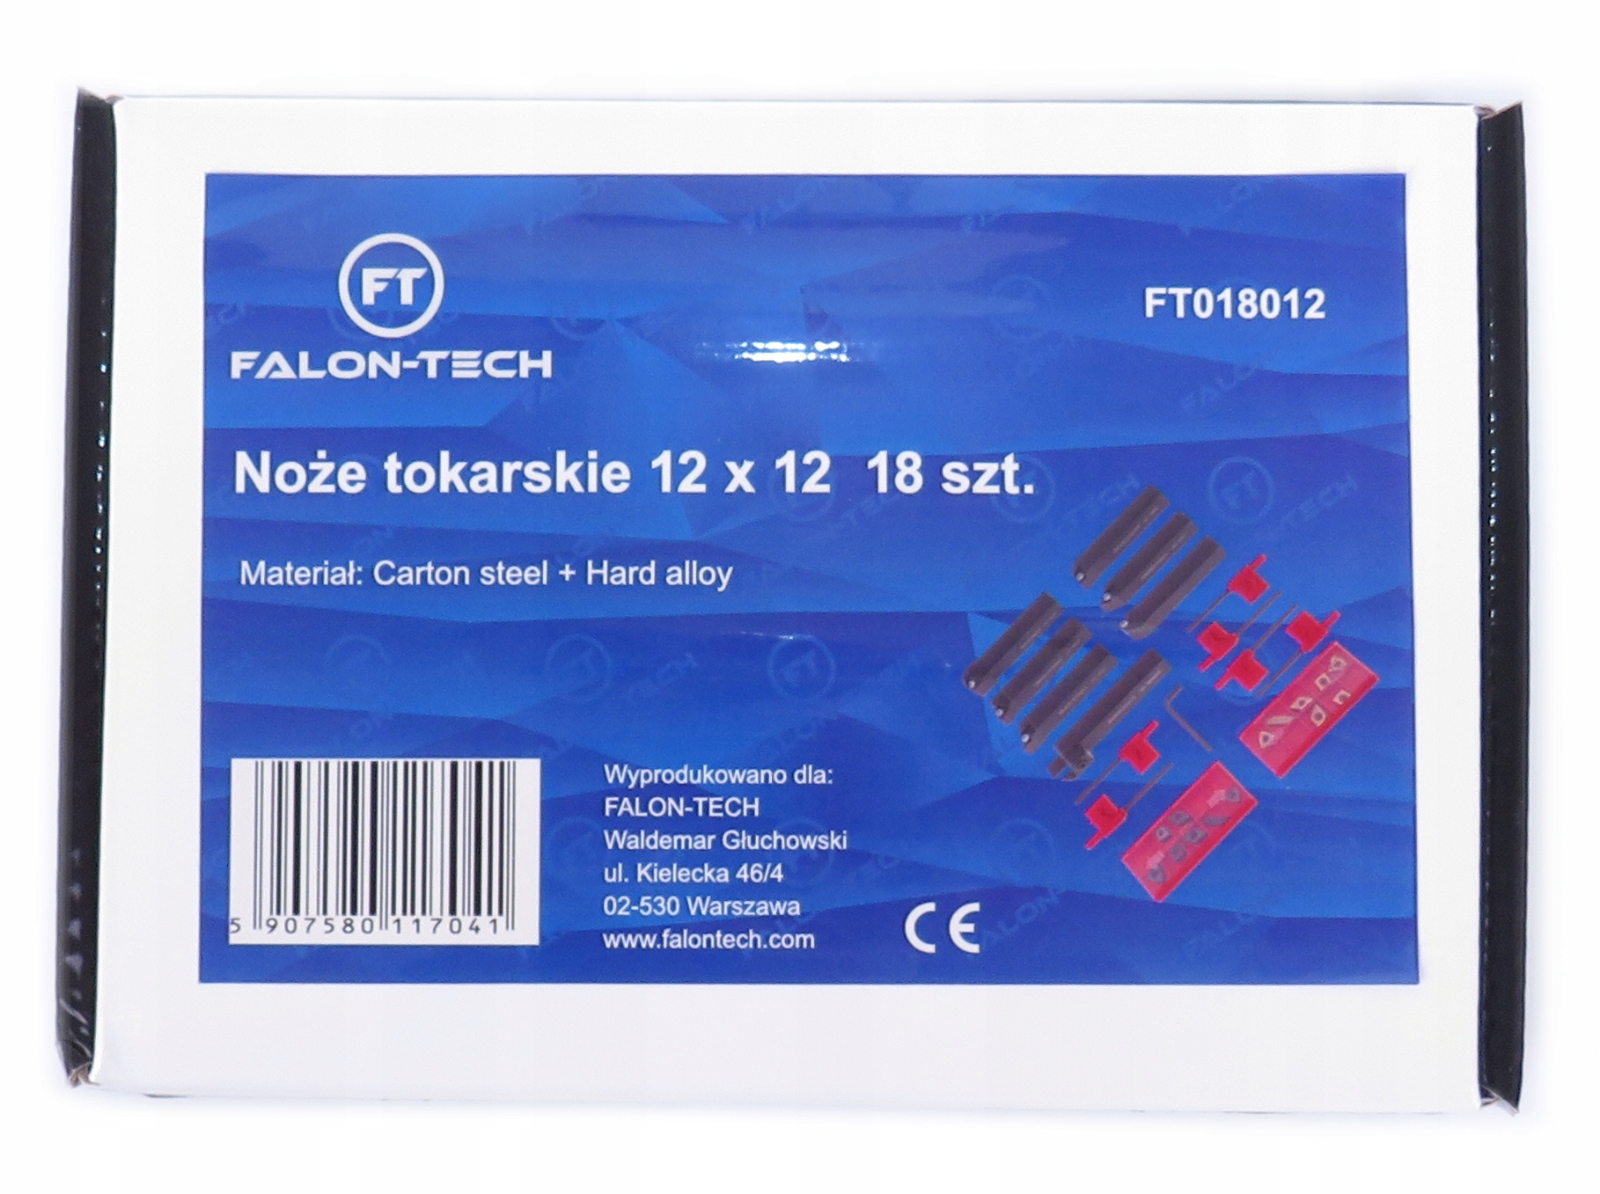 FT
FALON-TECH
FT018012
Noże tokarskie 12 x 12 18 szt.
Materiał: Carton steel + Hard alloy
5 907580 117041
Wyprodukowano dla:
FALON-TECH
Waldemar Głuchowski
ul. Kielecka 46/4
02-530 Warszawa
www.falontech.com
CE